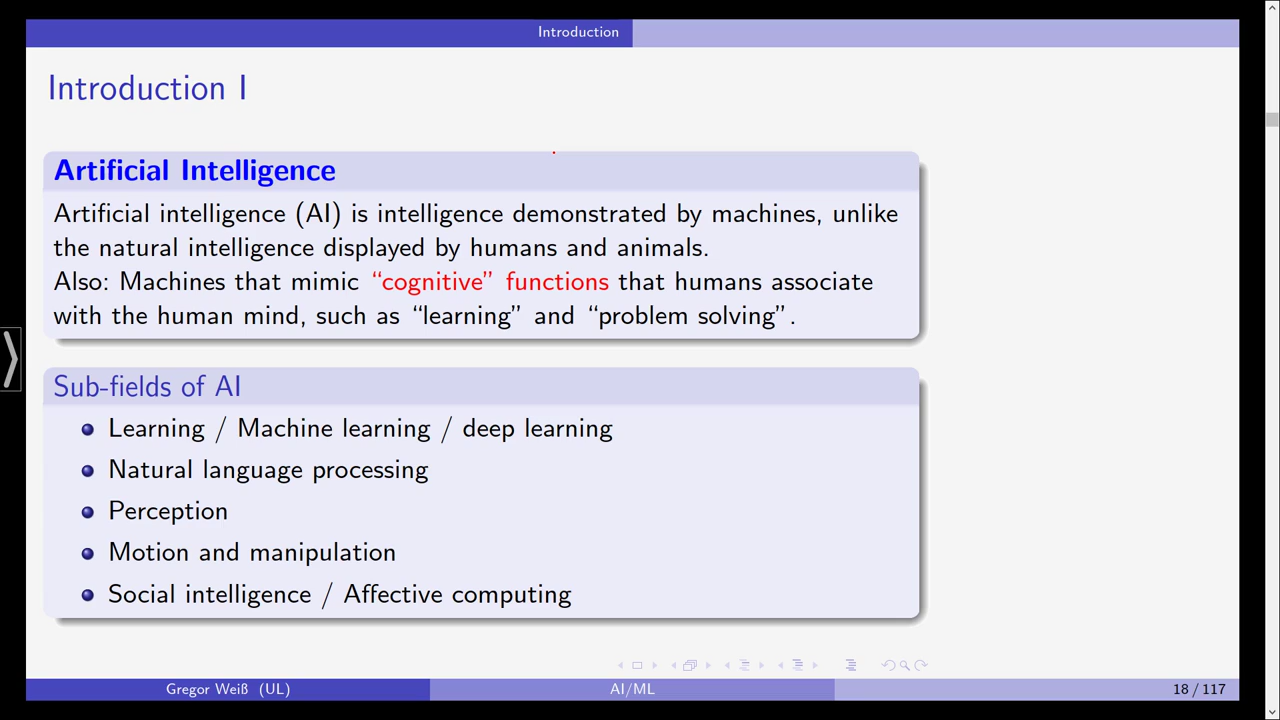 Introduction
Introduction I
Artificial Intelligence
Artificial intelligence (AI) is intelligence demonstrated by machines, unlike
the natural intelligence displayed by humans and animals.
Also: Machines that mimic “cognitive” functions that humans associate
with the human mind, such as “learning” and “problem solving”.
Sub-fields of AI
Learning / Machine learning / deep learning
Natural language processing
Perception
Motion and manipulation
Social intelligence / Affective computing
Gregor Weiß (UL) AI/ML 18 / 117